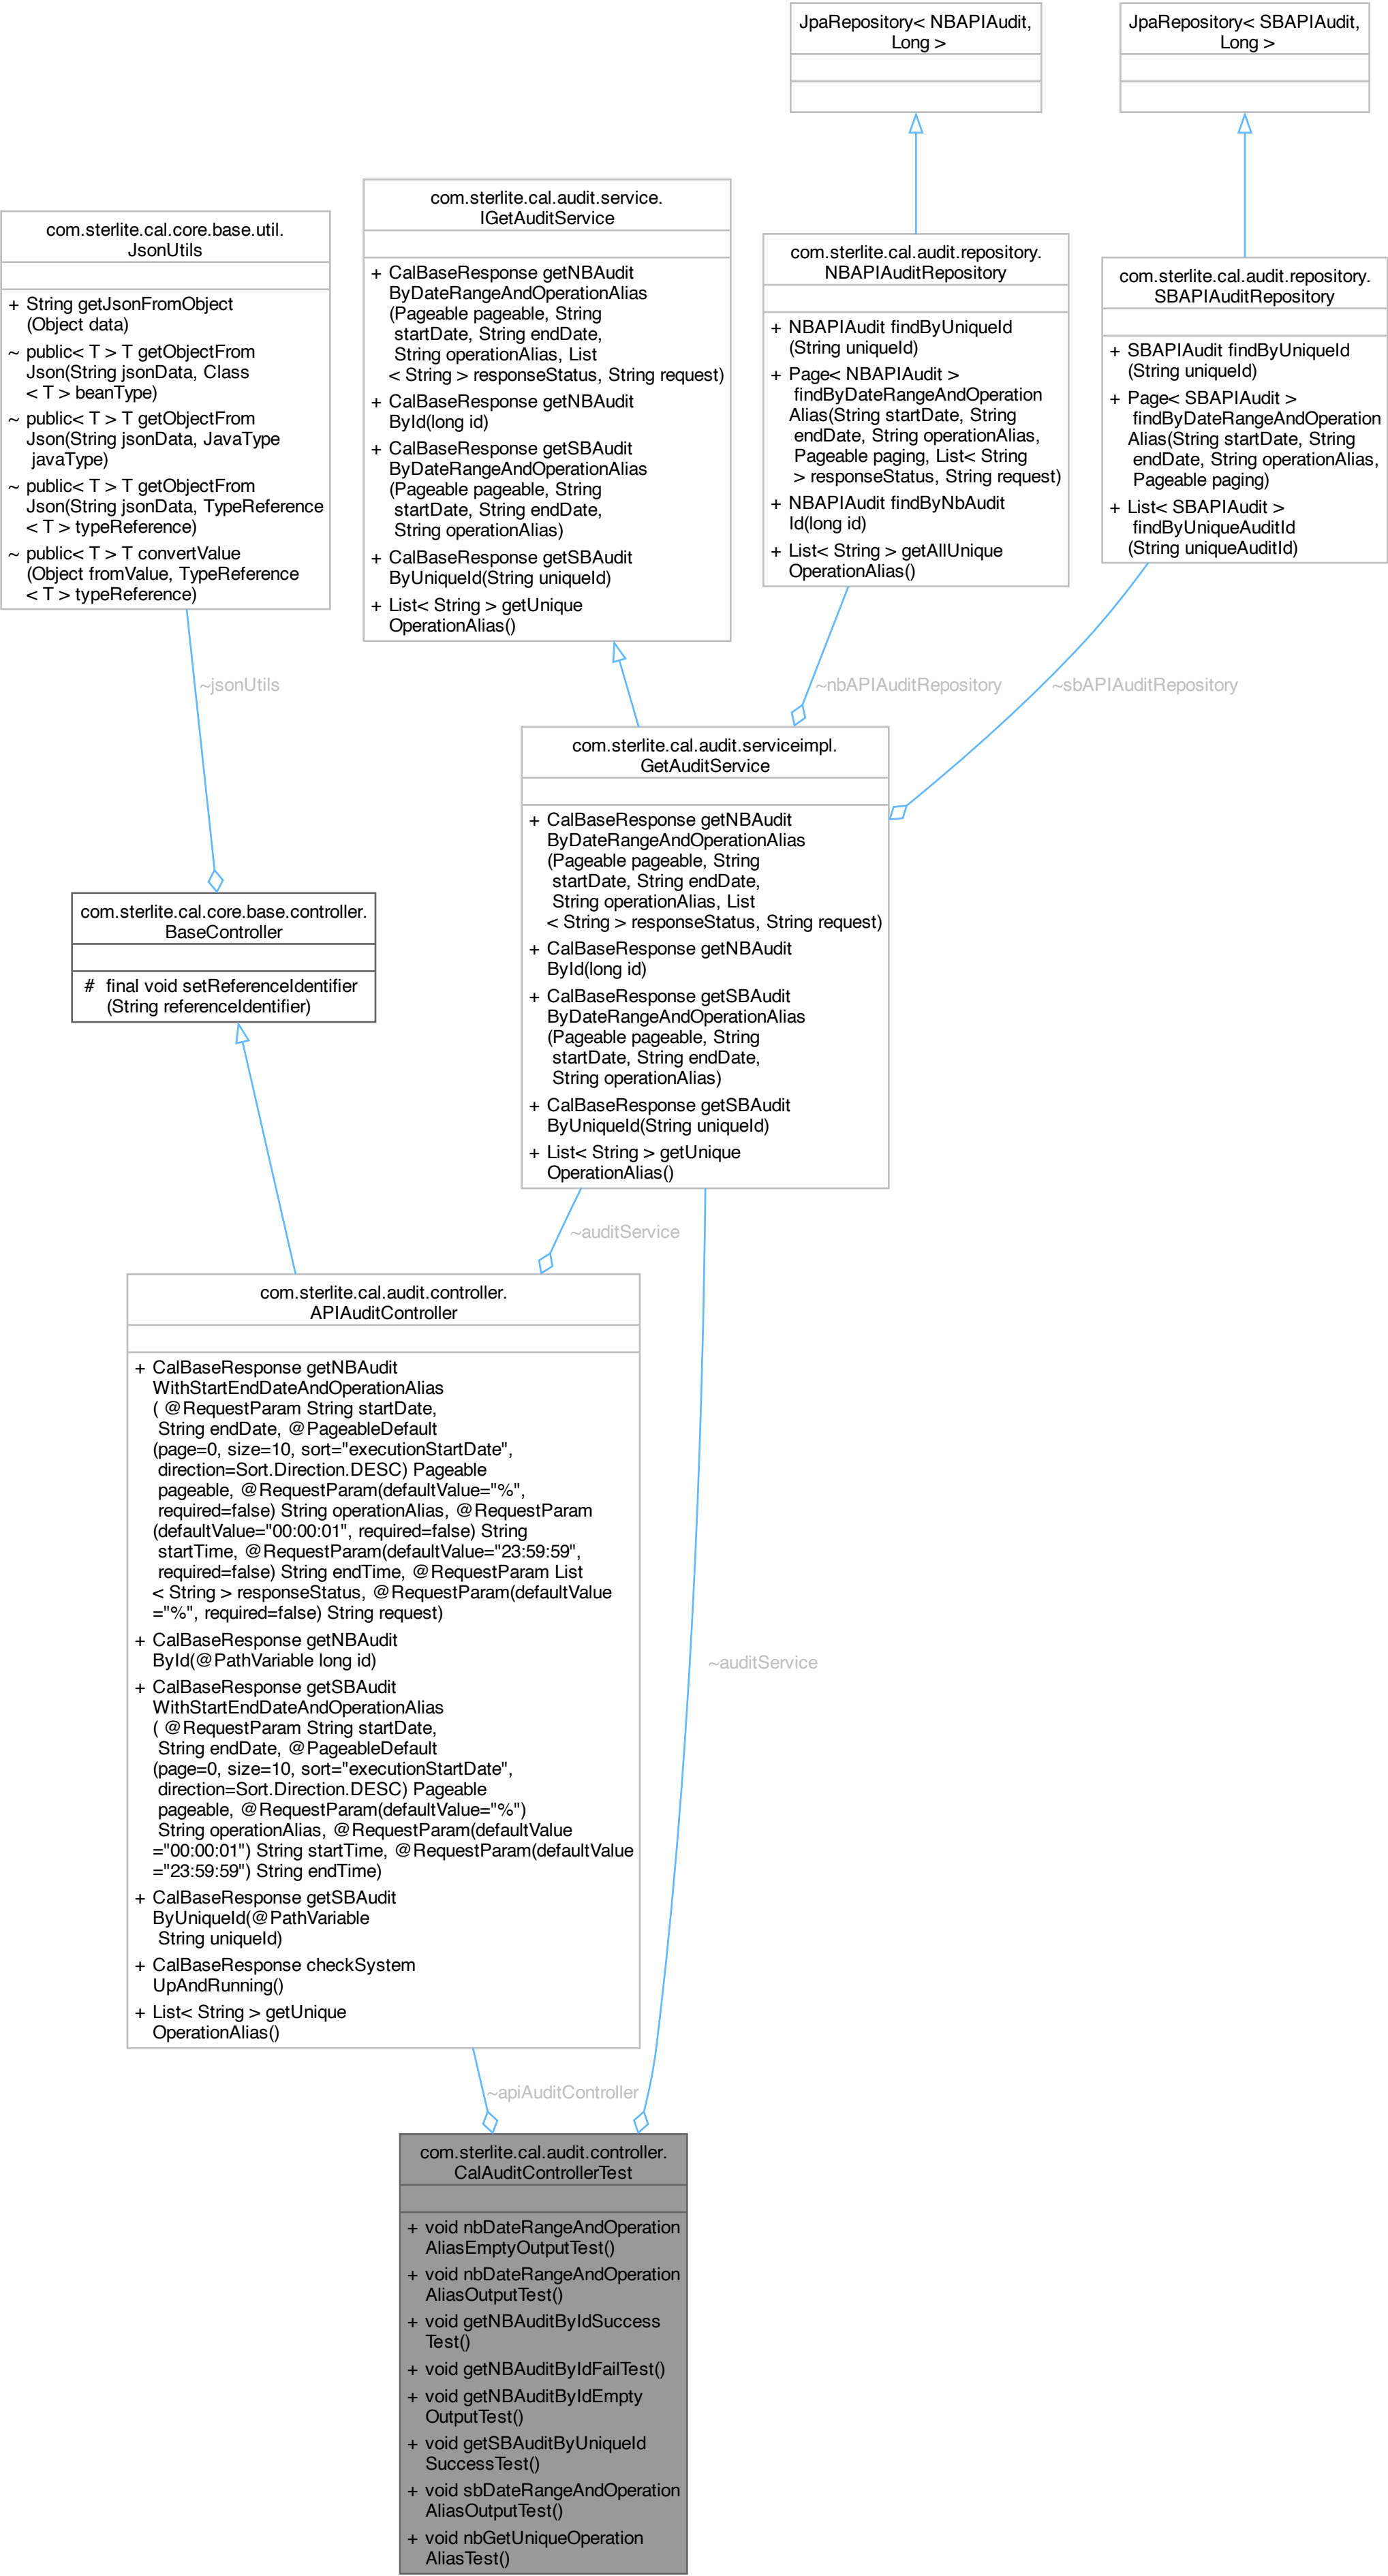 JpaRepository< NBAPIAudit,
Long >
JpaRepository< SBAPIAudit,
Long >
com.sterlite.cal.core.base.util.
JsonUtils
+ String getJsonFromObject
(Object data)
~ public< T > T getObjectFrom
Json(String jsonData, Class
< T > beanType)
~ public< T > T getObjectFrom
Json(String jsonData, JavaType
javaType)
~ public< T > T getObjectFrom
Json(String jsonData, TypeReference
< T > typeReference)
~ public< T > T convertValue
(Object fromValue, TypeReference
< T > typeReference)
com.sterlite.cal.audit.service.
IGetAuditService
+ CalBaseResponse getNBAudit
ByDateRangeAndOperationAlias
(Pageable pageable, String
startDate, String endDate,
String operationAlias, List
< String > responseStatus, String request)
+ CalBaseResponse getNBAudit
ById(long id)
+ CalBaseResponse getSBAudit
ByDateRangeAndOperationAlias
(Pageable pageable, String
startDate, String endDate,
String operationAlias)
+ CalBaseResponse getSBAudit
ByUniqueId(String uniqueId)
+ List< String > getUnique
OperationAlias()
com.sterlite.cal.audit.repository.
NBAPIAuditRepository
+ NBAPIAudit findByUniqueId
(String uniqueId)
+ Page< NBAPIAudit >
findByDateRangeAndOperation
Alias(String startDate, String
endDate, String operationAlias,
Pageable paging, List< String
> responseStatus, String request)
+ NBAPIAudit findByNbAudit
Id(long id)
+ List< String > getAllUnique
OperationAlias()
com.sterlite.cal.audit.repository.
SBAPIAuditRepository
+ SBAPIAudit findByUniqueId
(String uniqueId)
+ Page< SBAPIAudit >
findByDateRangeAndOperation
Alias(String startDate, String
endDate, String operationAlias,
Pageable paging)
+ List< SBAPIAudit >
findByUniqueAuditId
(String uniqueAuditId)
~jsonUtils
~nbAPIAuditRepository
~sbAPIAuditRepository
com.sterlite.cal.audit.serviceimpl.
GetAuditService
+ CalBaseResponse getNBAudit
ByDateRangeAndOperationAlias
(Pageable pageable, String
startDate, String endDate,
String operationAlias, List
< String > responseStatus, String request)
+ CalBaseResponse getNBAudit
ById(long id)
+ CalBaseResponse getSBAudit
ByDateRangeAndOperationAlias
(Pageable pageable, String
startDate, String endDate,
String operationAlias)
+ CalBaseResponse getSBAudit
ByUniqueId(String uniqueId)
+ List< String > getUnique
OperationAlias()
com.sterlite.cal.core.base.controller.
BaseController
# final void setReferenceIdentifier
(String referenceIdentifier)
~auditService
com.sterlite.cal.audit.controller.
APIAuditController
+ CalBaseResponse getNBAudit
WithStartEndDateAndOperationAlias
( @RequestParam String startDate,
String endDate, @PageableDefault
(page=0, size=10, sort="executionStartDate",
direction=Sort.Direction.DESC) Pageable
pageable, @RequestParam(defaultValue="%",
required=false) String operationAlias, @RequestParam
(defaultValue="00:00:01", required=false) String
startTime, @RequestParam(defaultValue="23:59:59",
required=false) String endTime, @RequestParam List
< String > responseStatus, @RequestParam(defaultValue
="%", required=false) String request)
+ CalBaseResponse getNBAudit
ById(@PathVariable long id)
+ CalBaseResponse getSBAudit
WithStartEndDateAndOperationAlias
( @RequestParam String startDate,
String endDate, @PageableDefault
(page=0, size=10, sort="executionStartDate",
direction=Sort.Direction.DESC) Pageable
pageable, @RequestParam(defaultValue="%")
String operationAlias, @RequestParam(defaultValue
="00:00:01") String startTime, @RequestParam(defaultValue
="23:59:59") String endTime)
+ CalBaseResponse getSBAudit
ByUniqueId(@PathVariable
String uniqueId)
+ CalBaseResponse checkSystem
UpAndRunning()
+ List< String > getUnique
OperationAlias()
~auditService
~apiAuditController
com.sterlite.cal.audit.controller.
CalAuditControllerTest
+ void nbDateRangeAndOperation
AliasEmptyOutputTest()
+ void nbDateRangeAndOperation
AliasOutputTest()
+ void getNBAuditByIdSuccess
Test()
+ void getNBAuditByIdFailTest()
+ void getNBAuditByIdEmpty
OutputTest()
+ void getSBAuditByUniqueId
SuccessTest()
+ void sbDateRangeAndOperation
AliasOutputTest()
+ void nbGetUniqueOperation
AliasTest()